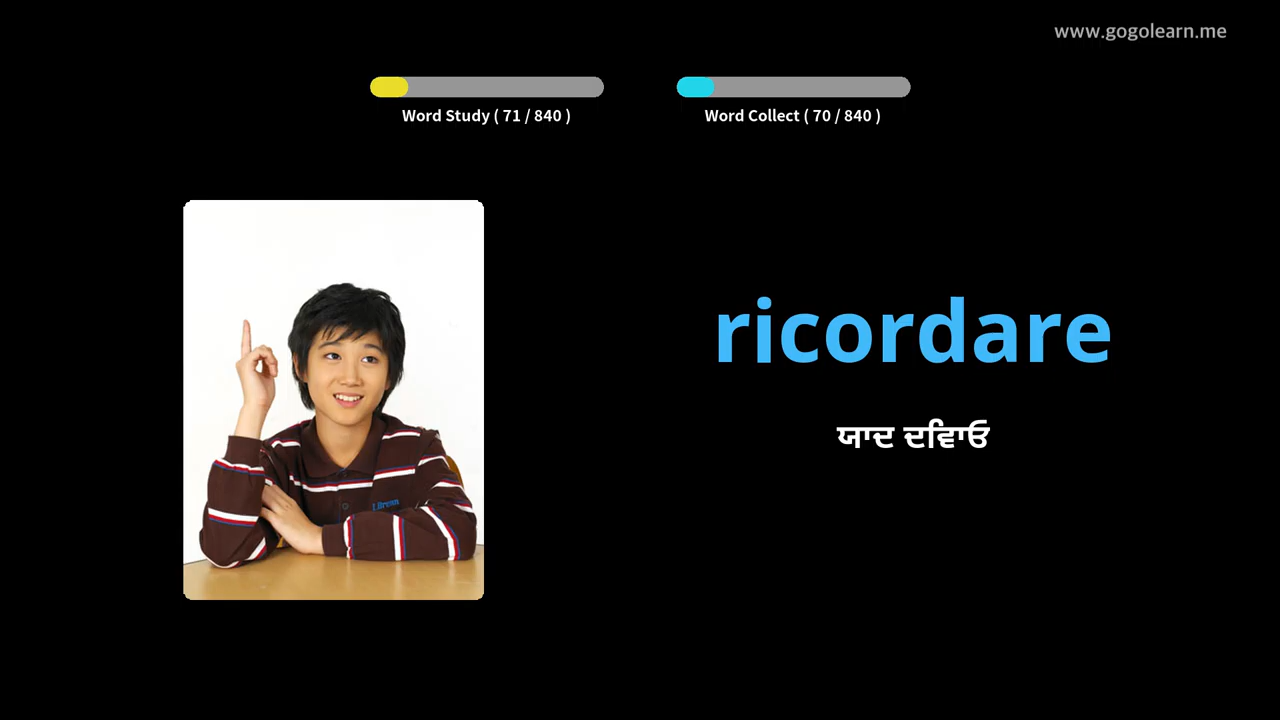 www.gogolearn.me
Word Study ( 71 / 840 )
Word Collect ( 70 / 840 )
ricordare
ਯਾਦ ਦਵਿਾਓ